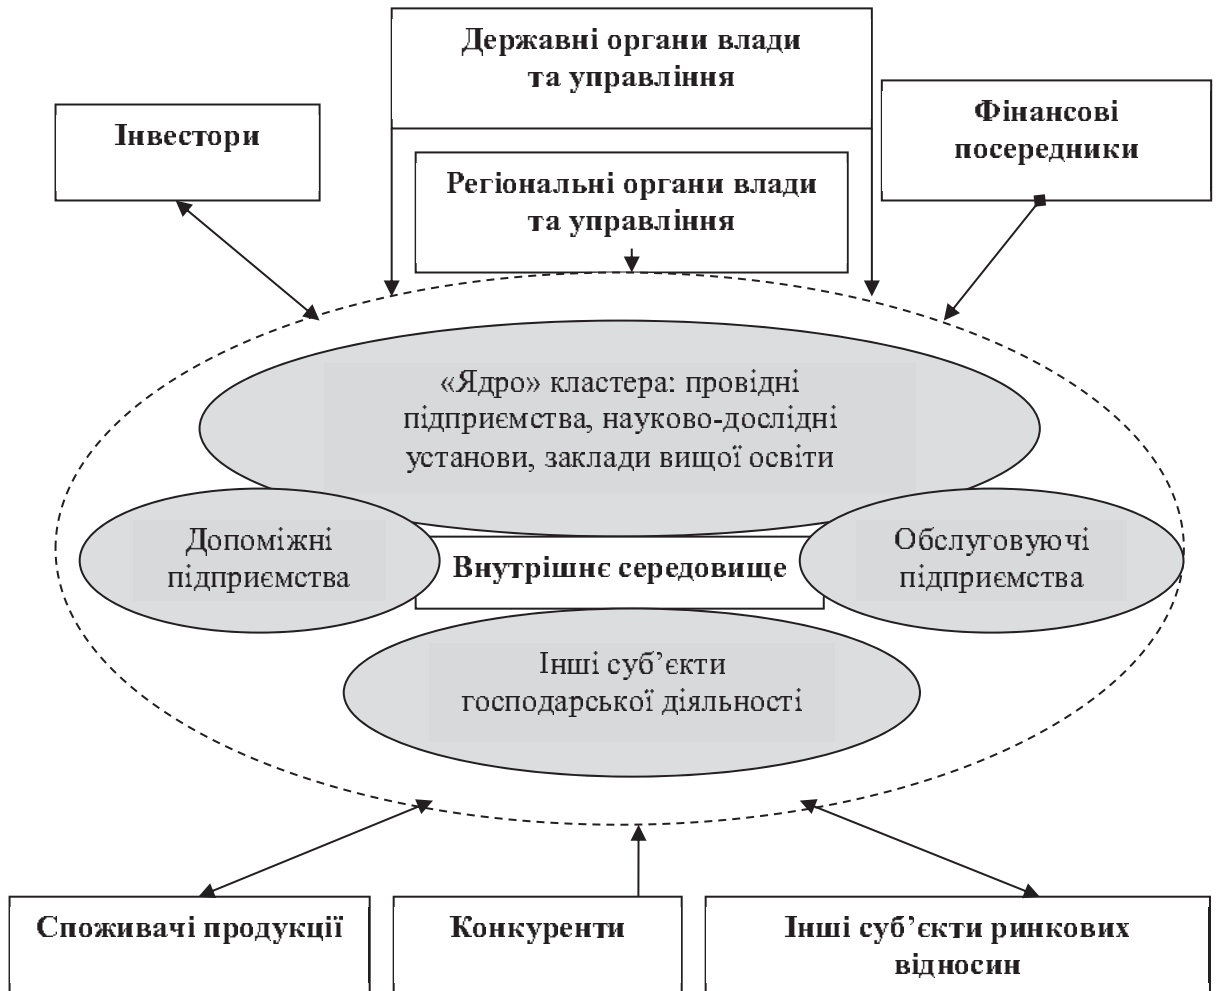 Державні органи влади
та управління
Інвестори
Фінансові
посередники
Регіональні органи влади
та управління
«Ядро» кластера: провідні
підприємства, науково-дослідні
установи, заклади вищої освіти
Допоміжні
підприємства
Внутрішнє середовище
Обслуговуючі
підприємства
Інші суб’єкти
господарської діяльності
Споживачі продукції
Конкуренти
Інші суб’єкти ринкових
відносин